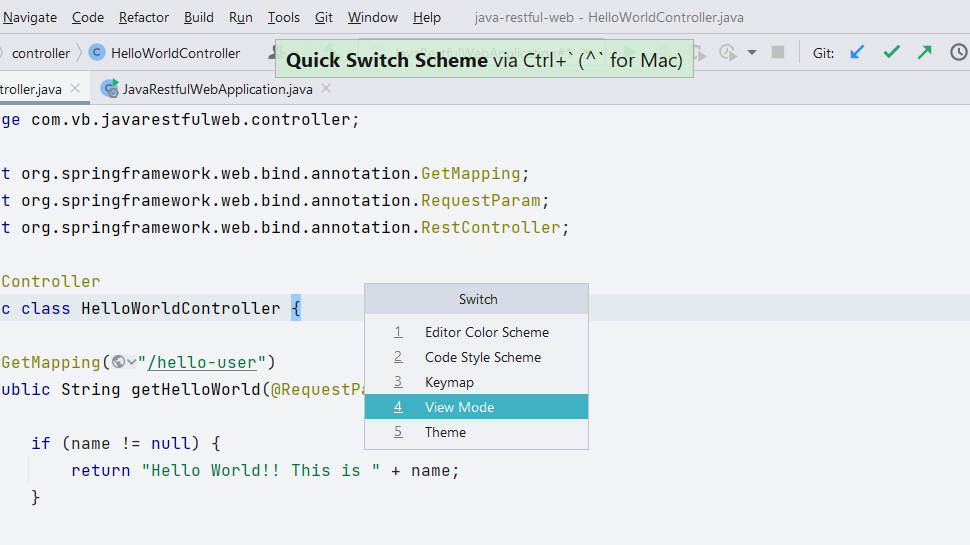 Navigate Code Refactor Build Run Tools Git Window Help java-restful-web - HelloWorldController.java
controller HelloWorldController Git:
Quick Switch Scheme via Ctrl+` (^` for Mac)
troller.java JavaRestfulWebApplication.java
ge com.vb.javarestfulweb.controller;
t org.springframework.web.bind.annotation.GetMapping;
t org.springframework.web.bind.annotation.RequestParam;
t org.springframework.web.bind.annotation.RestController;
Controller
c class HelloWorldController {
GetMapping("/hello-user")
ublic String getHelloWorld(@RequestPa
if (name != null) {
return "Hello World!! This is " + name;
}
Switch
1 Editor Color Scheme
2 Code Style Scheme
3 Keymap
4 View Mode
5 Theme